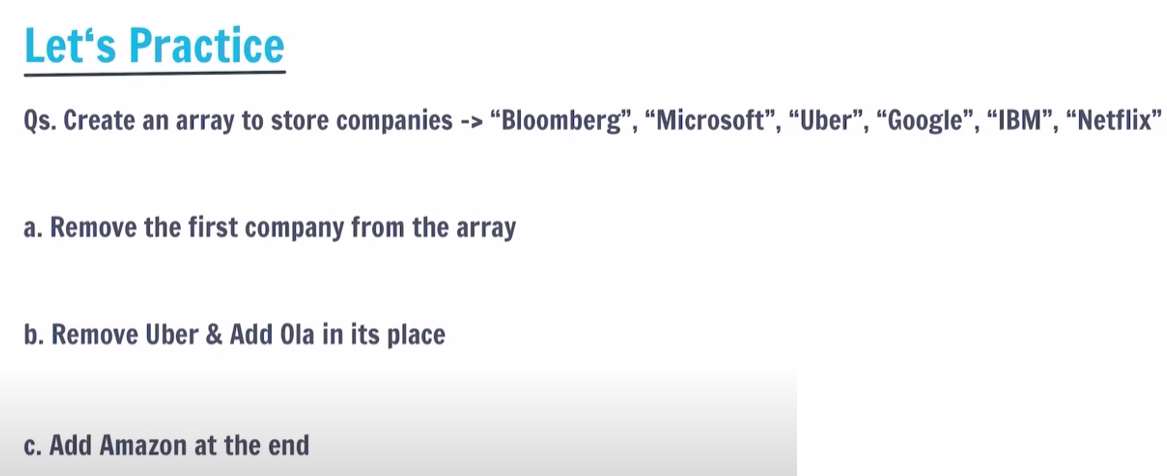 Let‘s Practice
Qs. Create an array to store companies -> “Bloomberg”, “Microsoft”, “Uber”, “Google”, “IBM”, “Netflix”
a. Remove the first company from the array
b. Remove Uber & Add Ola in its place
c. Add Amazon at the end